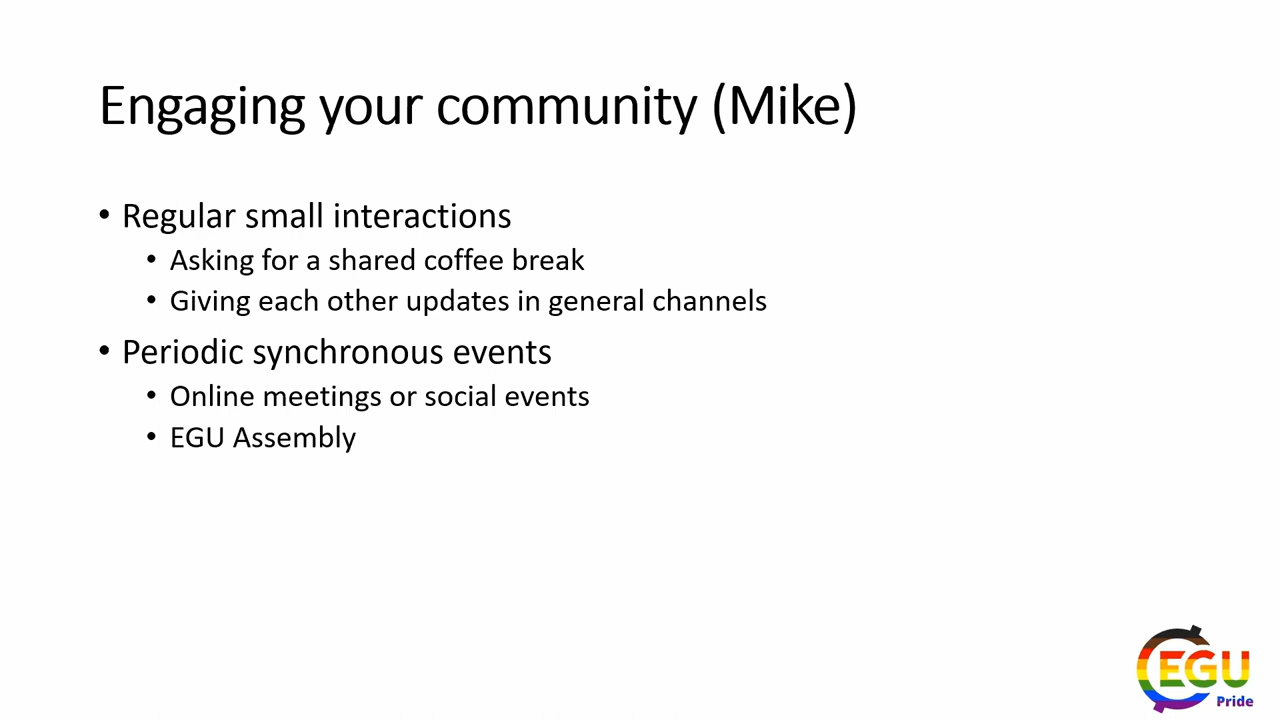 Engaging your community (Mike)
• Regular small interactions
• Asking for a shared coffee break
• Giving each other updates in general channels
• Periodic synchronous events
• Online meetings or social events
• EGU Assembly
EGU
Pride